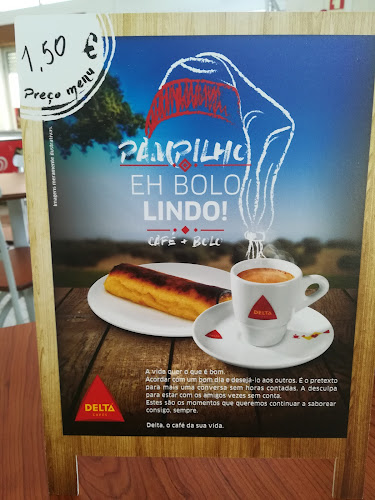 1,50 €
Preço menu
Imagens meramente ilustrativas.
PAMPILHO
EH BOLO
LINDO!
CAFÉ + BOLO
DELTA
A vida quer o que é bom.
Acordar com um bom dia e desejá-lo aos outros. É o pretexto
para mais uma conversa sem horas contadas. A desculpa
para estar com os amigos vezes sem conta.
Estes são os momentos que queremos continuar a saborear
consigo, sempre.
Delta, o café da sua vida.
DELTA
CAFÉS